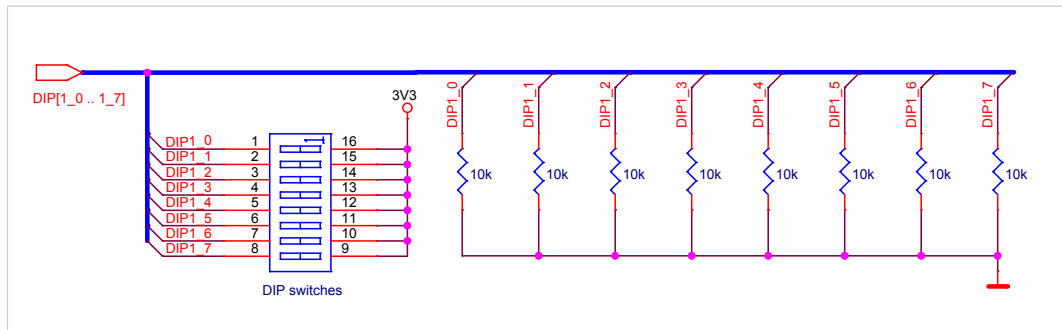 DIP[1_0 .. 1_7]
3V3
DIP1_0 1 16
DIP1_1 2 15
DIP1_2 3 14
DIP1_3 4 13
DIP1_4 5 12
DIP1_5 6 11
DIP1_6 7 10
DIP1_7 8 9
DIP switches
DIP1_0 DIP1_1 DIP1_2 DIP1_3 DIP1_4 DIP1_5 DIP1_6 DIP1_7
10k 10k 10k 10k 10k 10k 10k 10k